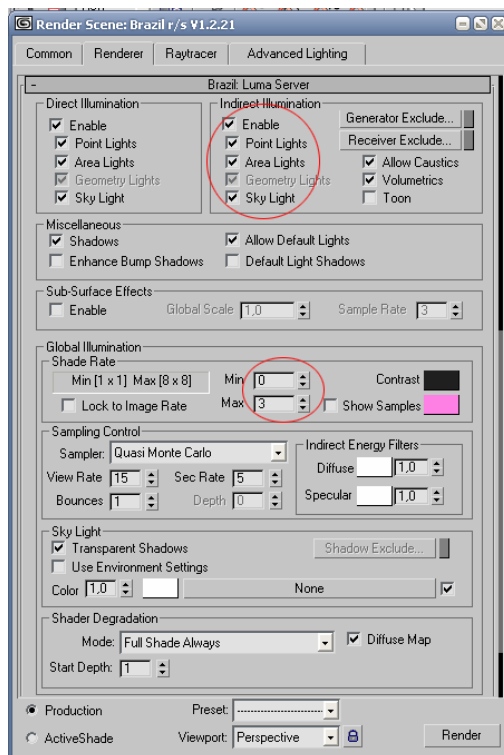 Render Scene: Brazil r/s V1.2.21
Common Renderer Raytracer Advanced Lighting
- Brazil: Luma Server
Direct Illumination
Enable
Point Lights
Area Lights
Geometry Lights
Sky Light
Indirect Illumination
Enable
Point Lights
Area Lights
Geometry Lights
Sky Light
Generator Exclude...
Receiver Exclude...
Allow Caustics
Volumetrics
Toon
Miscellaneous
Shadows Allow Default Lights
Enhance Bump Shadows Default Light Shadows
Sub-Surface Effects
Enable Global Scale 1,0 Sample Rate 3
Global Illumination
Shade Rate
Min [1 x 1] Max [8 x 8] Min 0 Contrast
Lock to Image Rate Max 3 Show Samples
Sampling Control
Sampler: Quasi Monte Carlo
View Rate 15 Sec Rate 5
Bounces 1 Depth 0
Indirect Energy Filters
Diffuse 1,0
Specular 1,0
Sky Light
Transparent Shadows Shadow Exclude...
Use Environment Settings
Color 1,0 None
Shader Degradation
Mode: Full Shade Always Diffuse Map
Start Depth: 1
Production Preset: --------------------
ActiveShade Viewport: Perspective Render